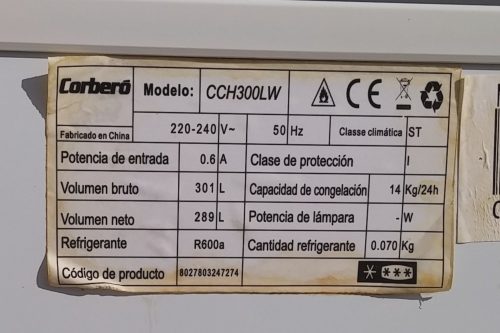 Corberó Modelo: CCH300LW CE
Fabricado en China 220-240 V~ 50 Hz Clase climática ST
Potencia de entrada 0.6 A Clase de protección I
Volumen bruto 301 L Capacidad de congelación 14 Kg/24h
Volumen neto 289 L Potencia de lámpara - W
Refrigerante R600a Cantidad refrigerante 0.070 Kg
Código de producto 8027803247274 * ***